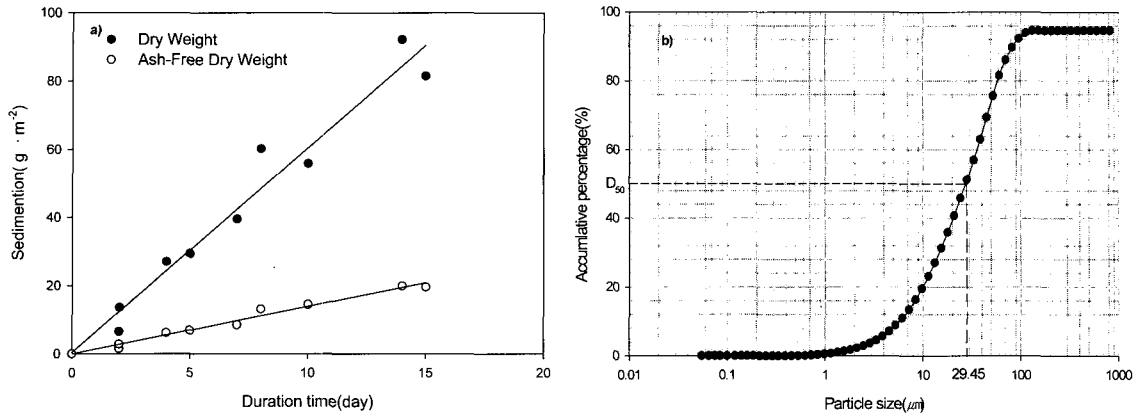 a)
Dry Weight
Ash-Free Dry Weight
Sedimention( g · m-2)
100
80
60
40
20
0
0 5 10 15 20
Duration time(day)
b)
Accumulative percentage(%)
100
80
60
D50
40
20
0
0.01 0.1 1 10 29.45 100 1000
Particle size(㎛)